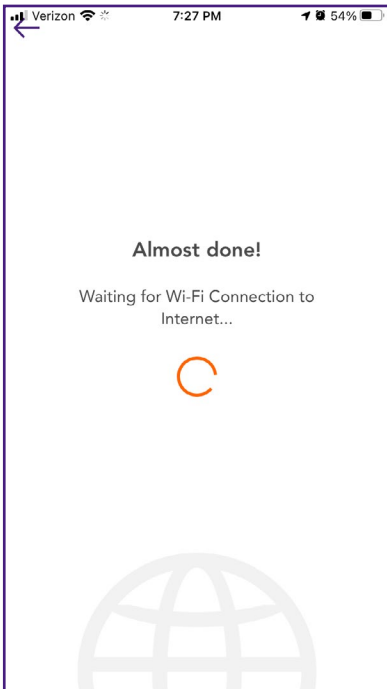 Verizon 7:27 PM 54%
Almost done!
Waiting for Wi-Fi Connection to
Internet...